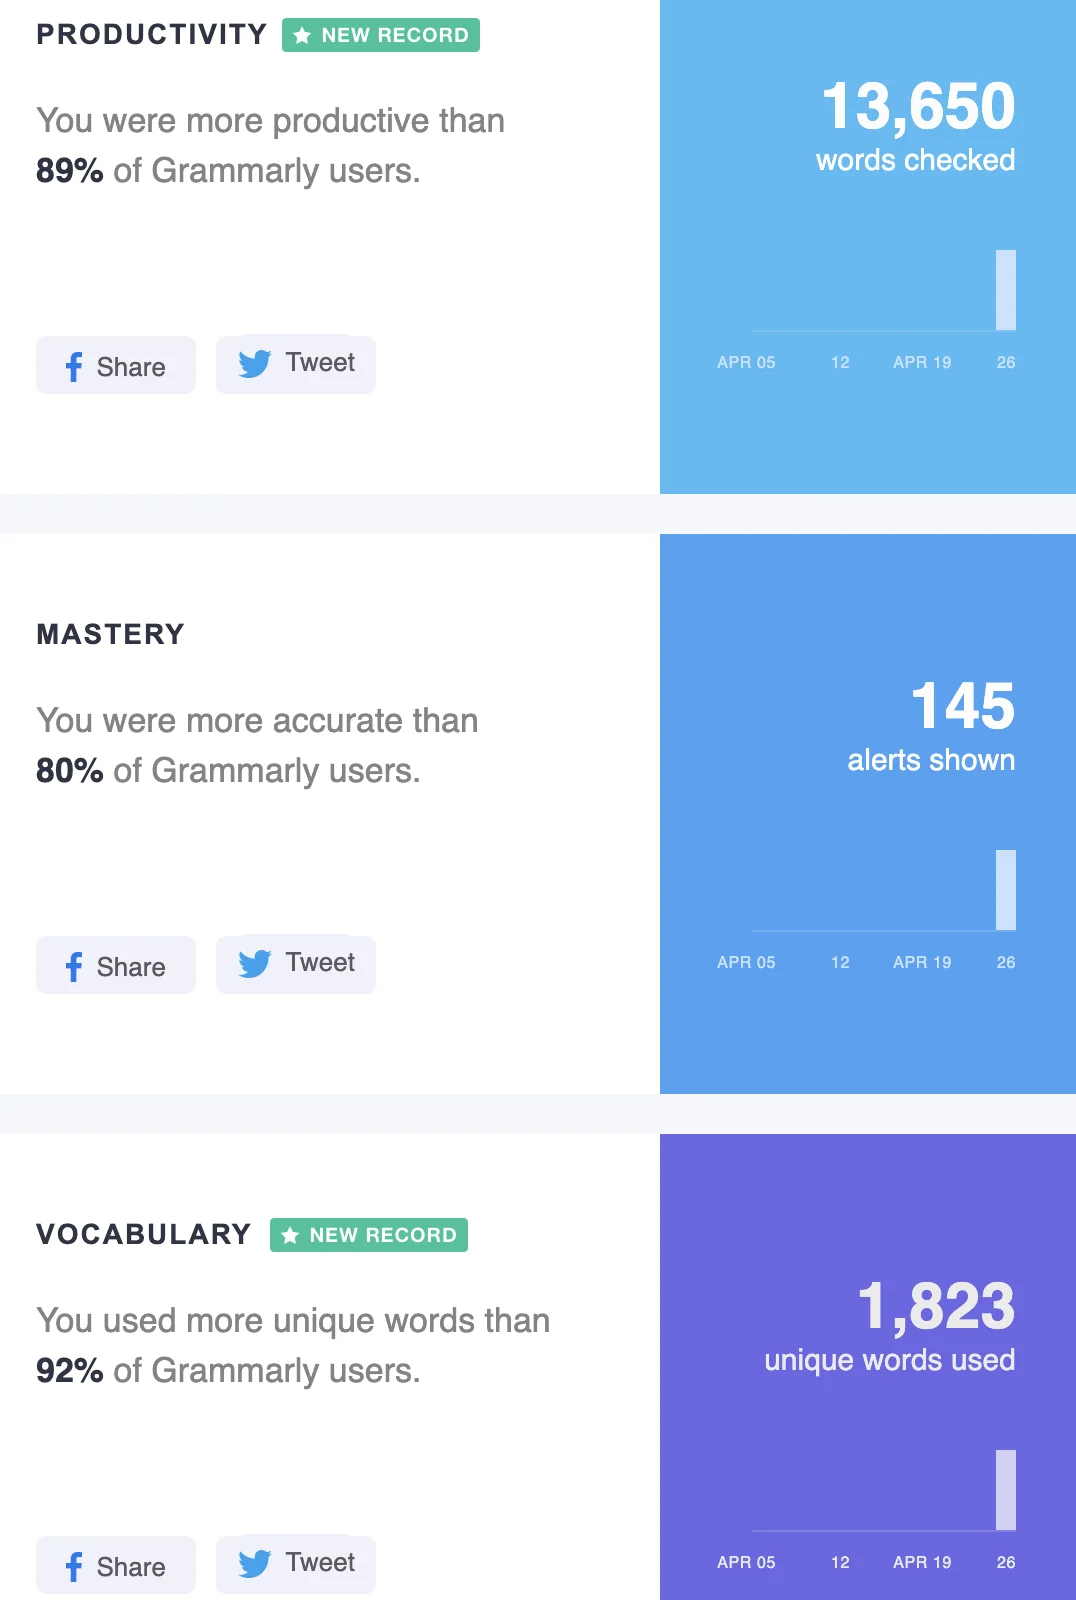 PRODUCTIVITY
NEW RECORD
You were more productive than
89% of Grammarly users.
Share
Tweet
13,650
words checked
APR 05 12 APR 19 26
MASTERY
You were more accurate than
80% of Grammarly users.
Share
Tweet
145
alerts shown
APR 05 12 APR 19 26
VOCABULARY
NEW RECORD
You used more unique words than
92% of Grammarly users.
Share
Tweet
1,823
unique words used
APR 05 12 APR 19 26